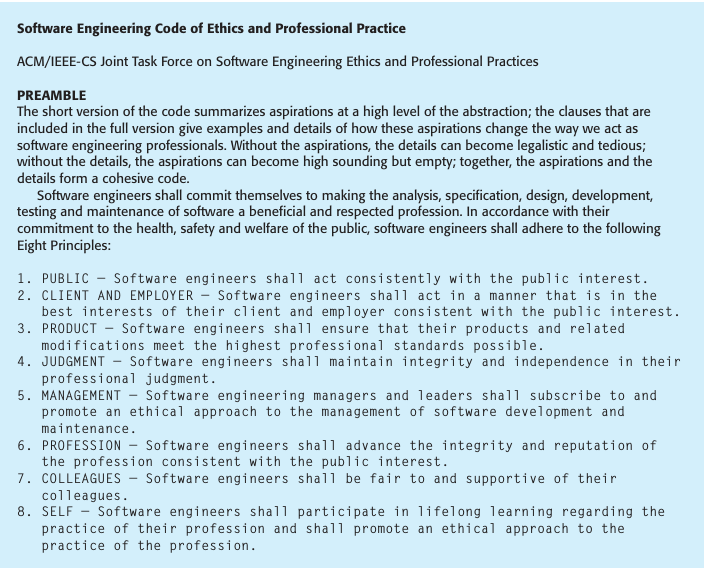 Software Engineering Code of Ethics and Professional Practice
ACM/IEEE-CS Joint Task Force on Software Engineering Ethics and Professional Practices
PREAMBLE
The short version of the code summarizes aspirations at a high level of the abstraction; the clauses that are
included in the full version give examples and details of how these aspirations change the way we act as
software engineering professionals. Without the aspirations, the details can become legalistic and tedious;
without the details, the aspirations can become high sounding but empty; together, the aspirations and the
details form a cohesive code.
Software engineers shall commit themselves to making the analysis, specification, design, development,
testing and maintenance of software a beneficial and respected profession. In accordance with their
commitment to the health, safety and welfare of the public, software engineers shall adhere to the following
Eight Principles:
1. PUBLIC — Software engineers shall act consistently with the public interest.
2. CLIENT AND EMPLOYER — Software engineers shall act in a manner that is in the
best interests of their client and employer consistent with the public interest.
3. PRODUCT — Software engineers shall ensure that their products and related
modifications meet the highest professional standards possible.
4. JUDGMENT — Software engineers shall maintain integrity and independence in their
professional judgment.
5. MANAGEMENT — Software engineering managers and leaders shall subscribe to and
promote an ethical approach to the management of software development and
maintenance.
6. PROFESSION — Software engineers shall advance the integrity and reputation of
the profession consistent with the public interest.
7. COLLEAGUES — Software engineers shall be fair to and supportive of their
colleagues.
8. SELF — Software engineers shall participate in lifelong learning regarding the
practice of their profession and shall promote an ethical approach to the
practice of the profession.